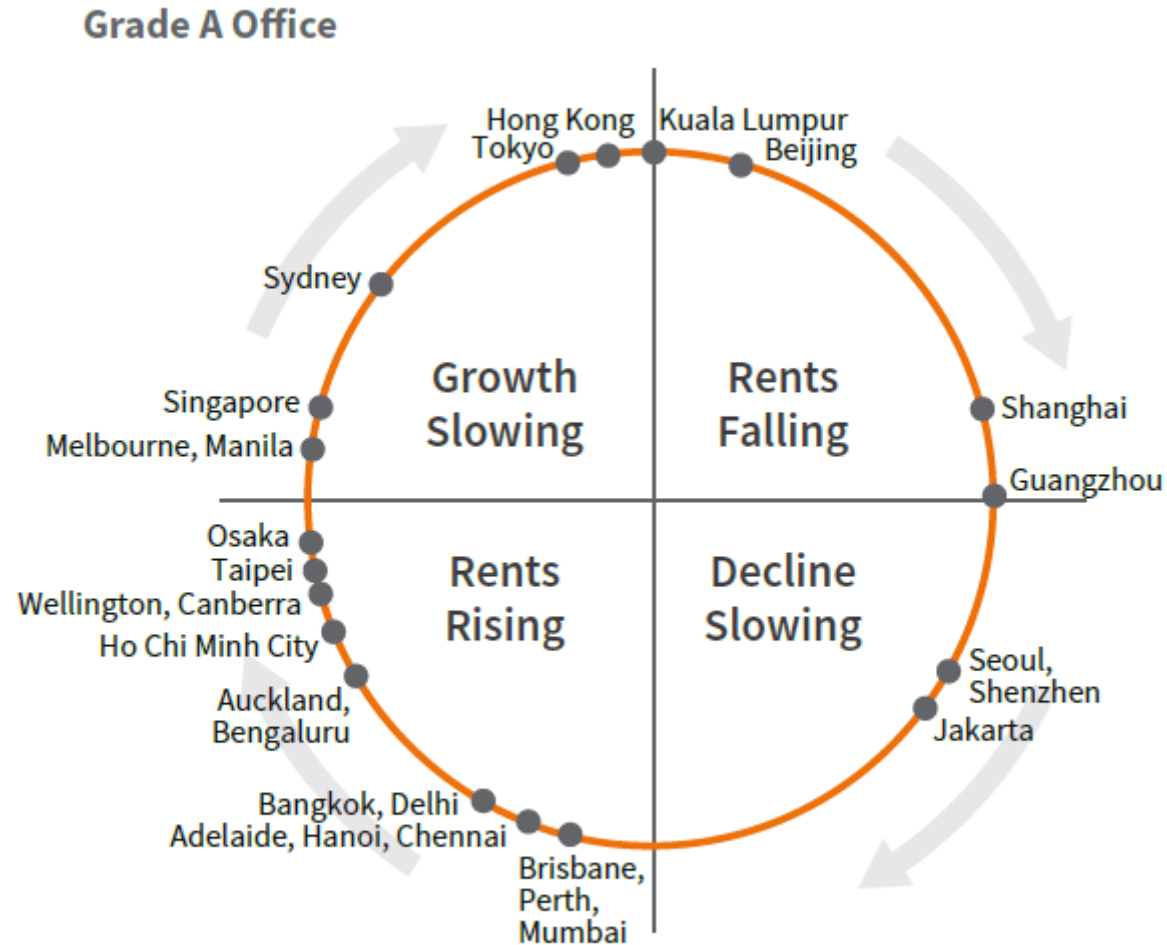 Grade A Office
Hong Kong
Kuala Lumpur
Tokyo
Beijing
Sydney
Growth
Slowing
Rents
Falling
Singapore
Shanghai
Melbourne, Manila
Guangzhou
Osaka
Taipei
Wellington, Canberra
Ho Chi Minh City
Rents
Rising
Decline
Slowing
Auckland,
Bengaluru
Seoul,
Shenzhen
Jakarta
Bangkok, Delhi
Adelaide, Hanoi, Chennai
Brisbane,
Perth,
Mumbai